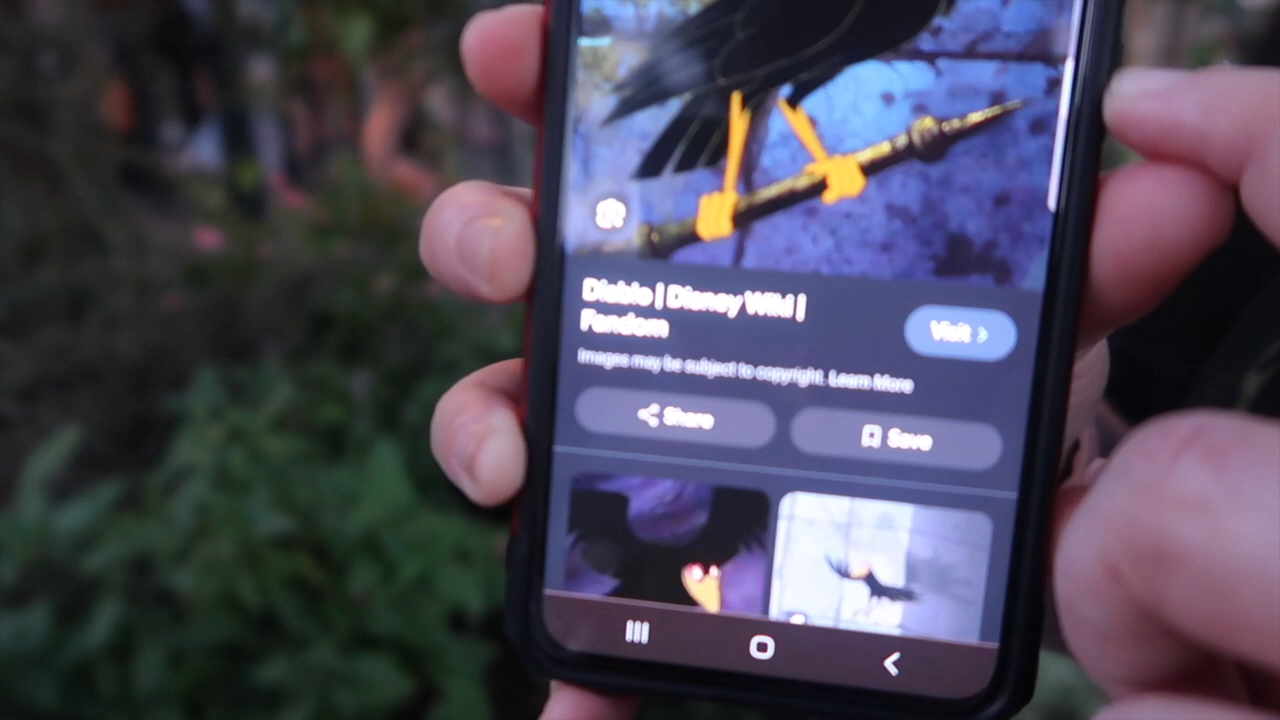 Diablo | Disney Wiki |
Fandom
Visit
Images may be subject to copyright. Learn More
Share
Save